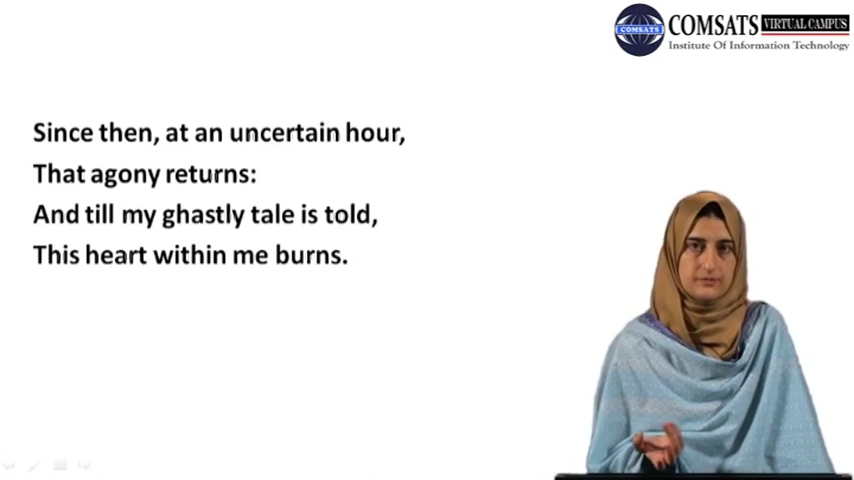 COMSATS VIRTUAL CAMPUS
Institute Of Information Technology
COMSATS
Since then, at an uncertain hour,
That agony returns:
And till my ghastly tale is told,
This heart within me burns.